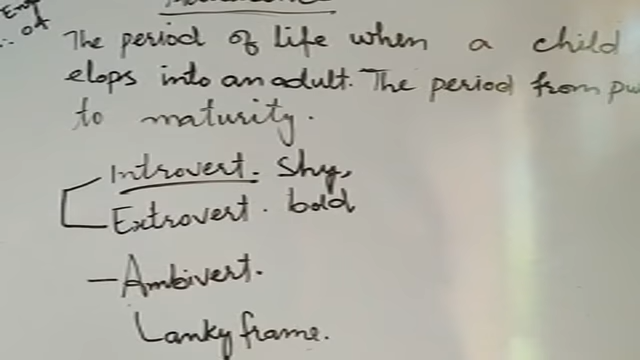 The period of life when a child
elops into an adult. The period from pu
to maturity.
Introvert. Shy,
Extrovert. bold
- Ambivert.
Lanky frame.